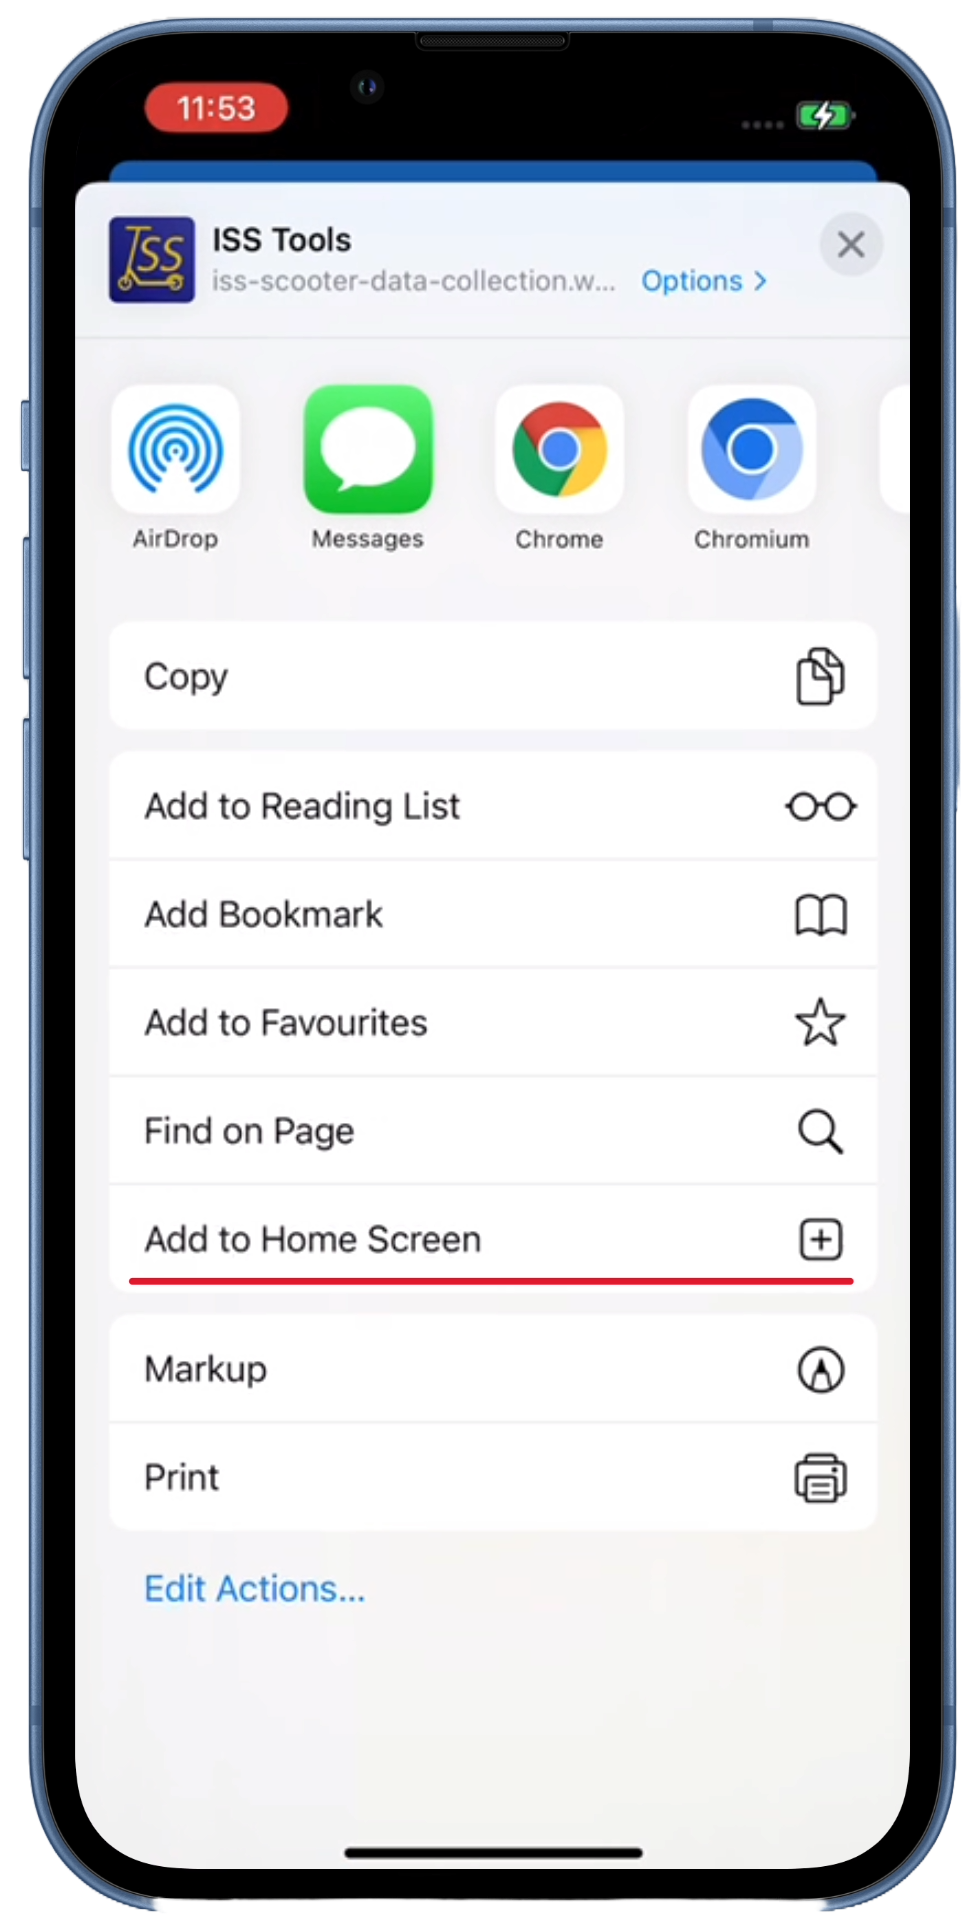 11:53
ISS
ISS Tools
iss-scooter-data-collection.w...
Options >
AirDrop
Messages
Chrome
Chromium
Copy
Add to Reading List
Add Bookmark
Add to Favourites
Find on Page
Add to Home Screen
Markup
Print
Edit Actions...